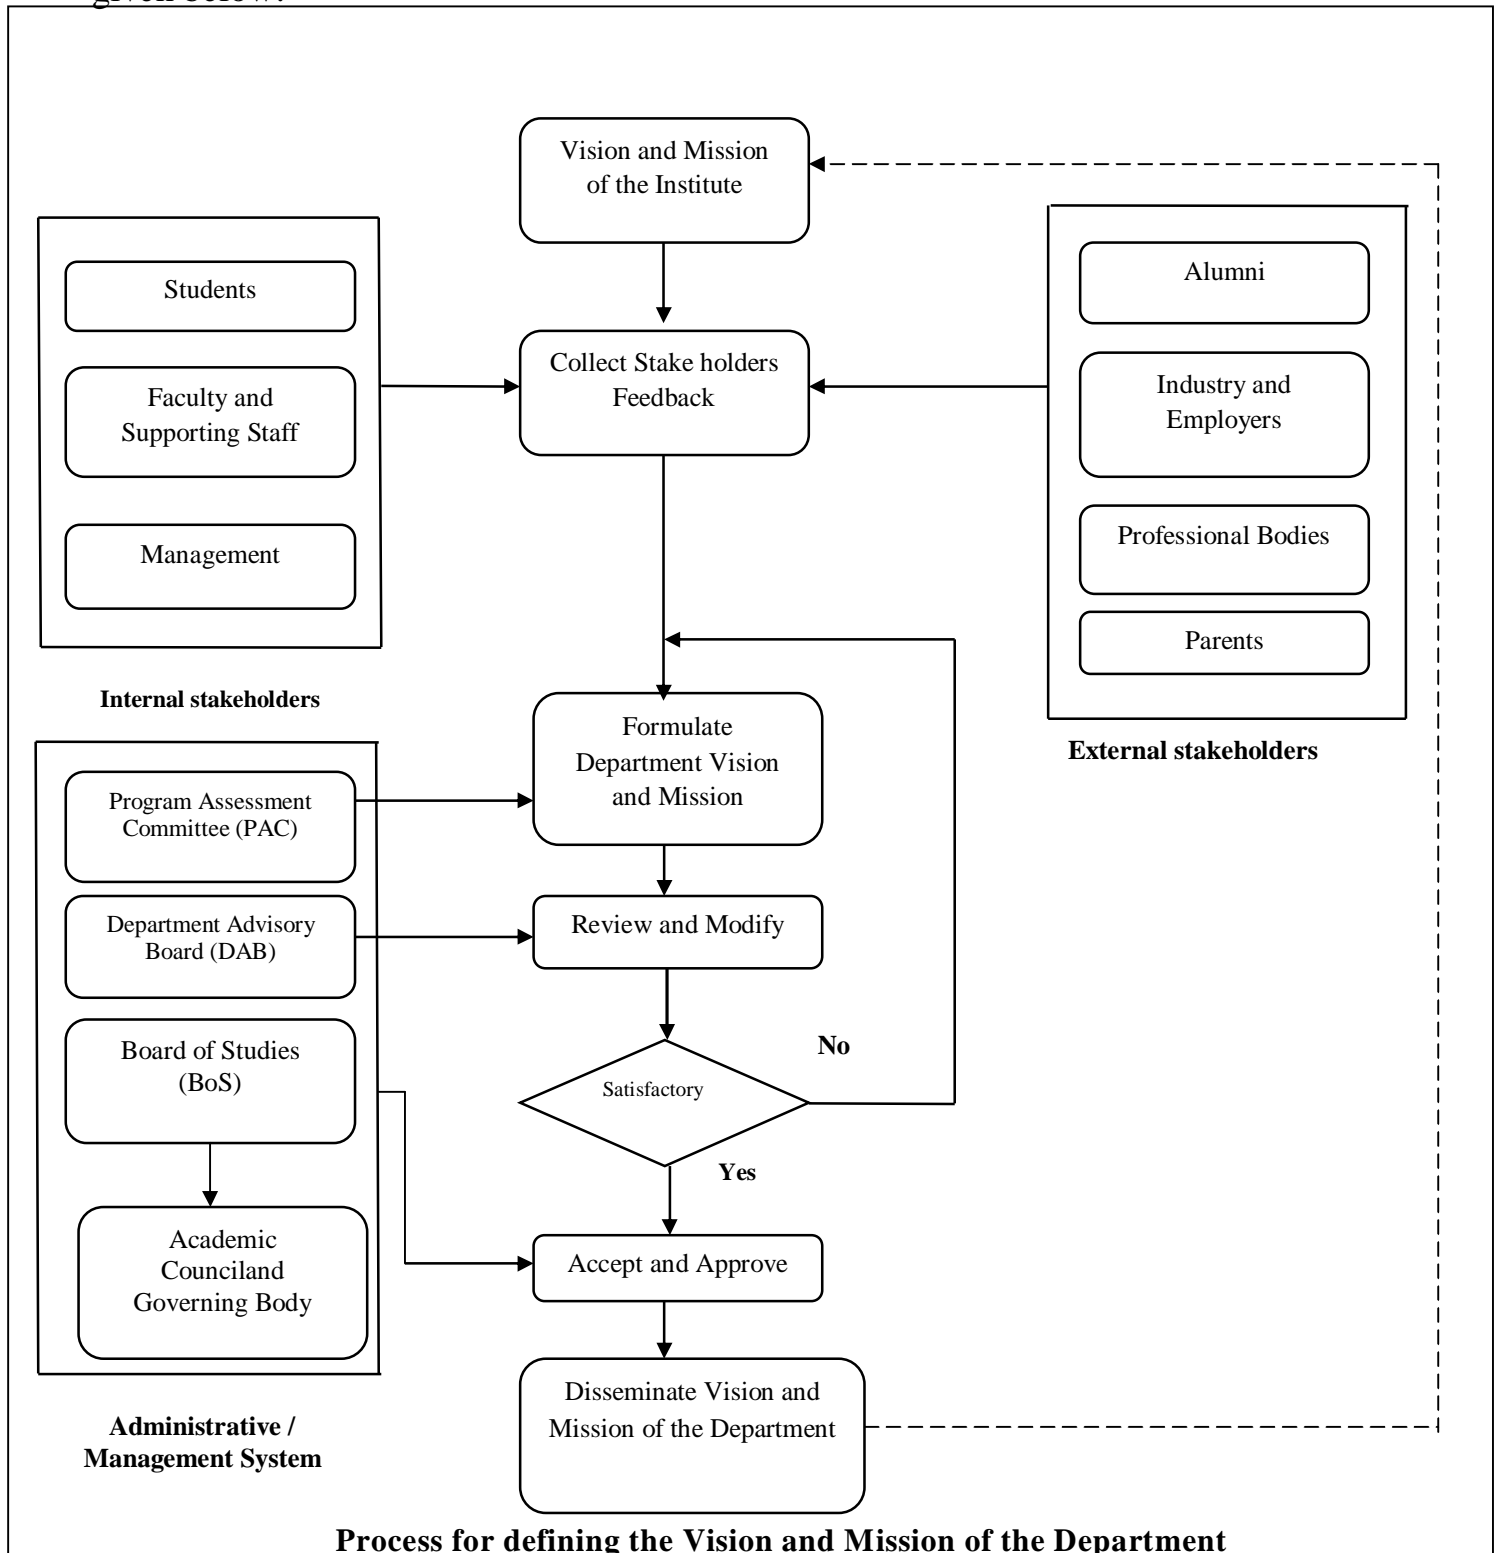 given below.
Vision and Mission
of the Institute
Students
Faculty and
Supporting Staff
Management
Internal stakeholders
Collect Stake holders
Feedback
Alumni
Industry and
Employers
Professional Bodies
Parents
External stakeholders
Program Assessment
Committee (PAC)
Department Advisory
Board (DAB)
Board of Studies
(BoS)
Academic
Counciland
Governing Body
Administrative /
Management System
Formulate
Department Vision
and Mission
Review and Modify
Satisfactory
No
Yes
Accept and Approve
Disseminate Vision and
Mission of the Department
Process for defining the Vision and Mission of the Department